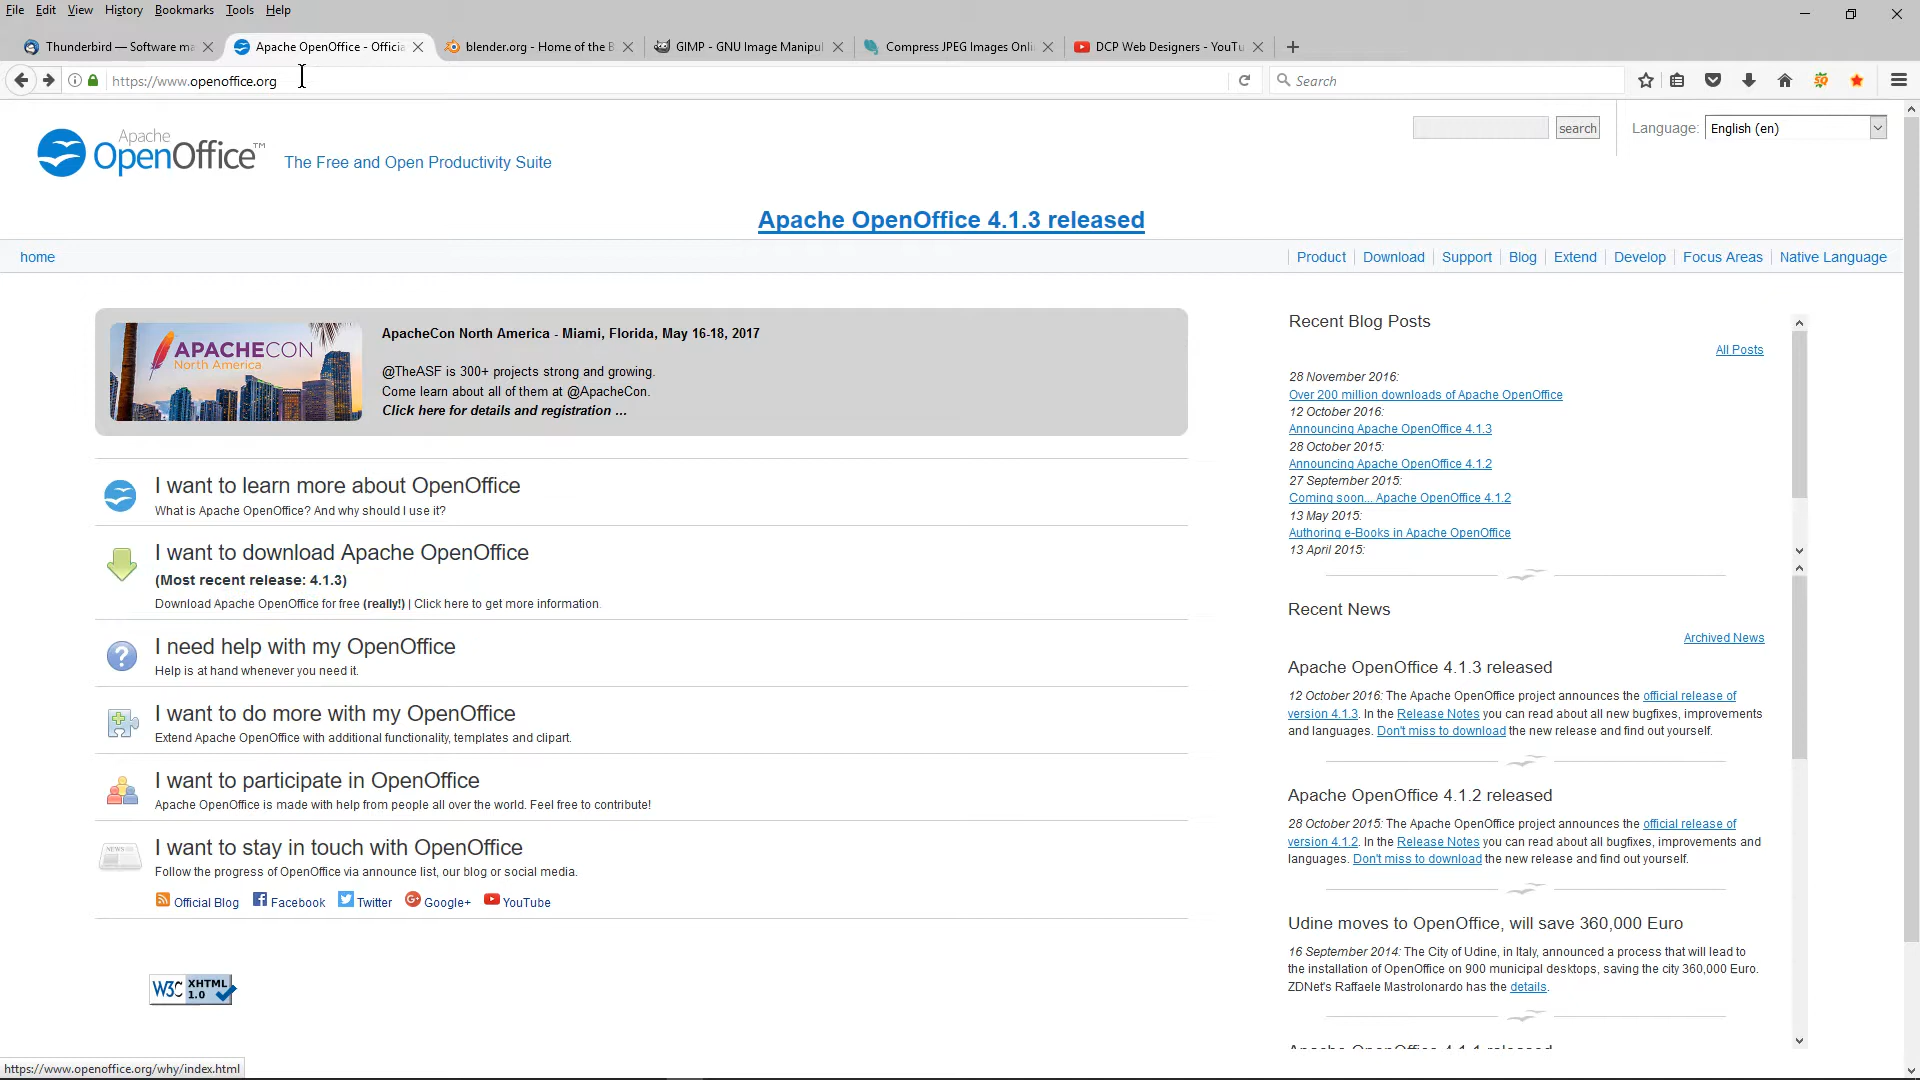 File Edit View History Bookmarks Tools Help
Thunderbird — Software ma
Apache OpenOffice - Officia
blender.org - Home of the B
GIMP - GNU Image Manipul
Compress JPEG Images Onli
DCP Web Designers - YouTu
https://www.openoffice.org
Search
Apache
OpenOffice™
The Free and Open Productivity Suite
search
Language: English (en)
Apache OpenOffice 4.1.3 released
home
Product Download Support Blog Extend Develop Focus Areas Native Language
APACHECON
North America
ApacheCon North America - Miami, Florida, May 16-18, 2017
@TheASF is 300+ projects strong and growing.
Come learn about all of them at @ApacheCon.
Click here for details and registration ...
I want to learn more about OpenOffice
What is Apache OpenOffice? And why should I use it?
I want to download Apache OpenOffice
(Most recent release: 4.1.3)
Download Apache OpenOffice for free (really!) | Click here to get more information.
I need help with my OpenOffice
Help is at hand whenever you need it.
I want to do more with my OpenOffice
Extend Apache OpenOffice with additional functionality, templates and clipart.
I want to participate in OpenOffice
Apache OpenOffice is made with help from people all over the world. Feel free to contribute!
NEWS
I want to stay in touch with OpenOffice
Follow the progress of OpenOffice via announce list, our blog or social media.
Official Blog Facebook Twitter Google+ YouTube
W3C XHTML
1.0
Recent Blog Posts
All Posts
28 November 2016:
Over 200 million downloads of Apache OpenOffice
12 October 2016:
Announcing Apache OpenOffice 4.1.3
28 October 2015:
Announcing Apache OpenOffice 4.1.2
27 September 2015:
Coming soon... Apache OpenOffice 4.1.2
13 May 2015:
Authoring e-Books in Apache OpenOffice
13 April 2015:
Recent News
Archived News
Apache OpenOffice 4.1.3 released
12 October 2016: The Apache OpenOffice project announces the official release of
version 4.1.3. In the Release Notes you can read about all new bugfixes, improvements
and languages. Don't miss to download the new release and find out yourself.
Apache OpenOffice 4.1.2 released
28 October 2015: The Apache OpenOffice project announces the official release of
version 4.1.2. In the Release Notes you can read about all bugfixes, improvements and
languages. Don't miss to download the new release and find out yourself.
Udine moves to OpenOffice, will save 360,000 Euro
16 September 2014: The City of Udine, in Italy, announced a process that will lead to
the installation of OpenOffice on 900 municipal desktops, saving the city 360,000 Euro.
ZDNet's Raffaele Mastrolonardo has the details.
Apache OpenOffice 4.1.1 released
https://www.openoffice.org/why/index.html